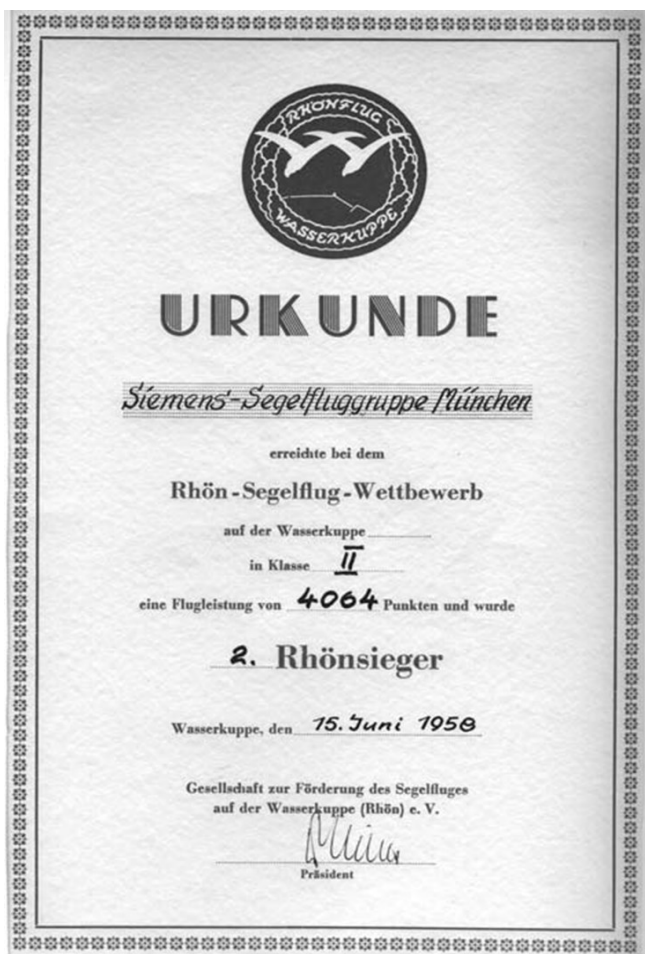 RHÖNFLUG
WASSERKUPPE
URKUNDE
Siemens-Segelfluggruppe München
erreichte bei dem
Rhön-Segelflug-Wettbewerb
auf der Wasserkuppe
in Klasse II
eine Flugleistung von 4064 Punkten und wurde
2. Rhönsieger
Wasserkuppe, den 15. Juni 1958
Gesellschaft zur Förderung des Segelfluges
auf der Wasserkuppe (Rhön) e. V.
Präsident